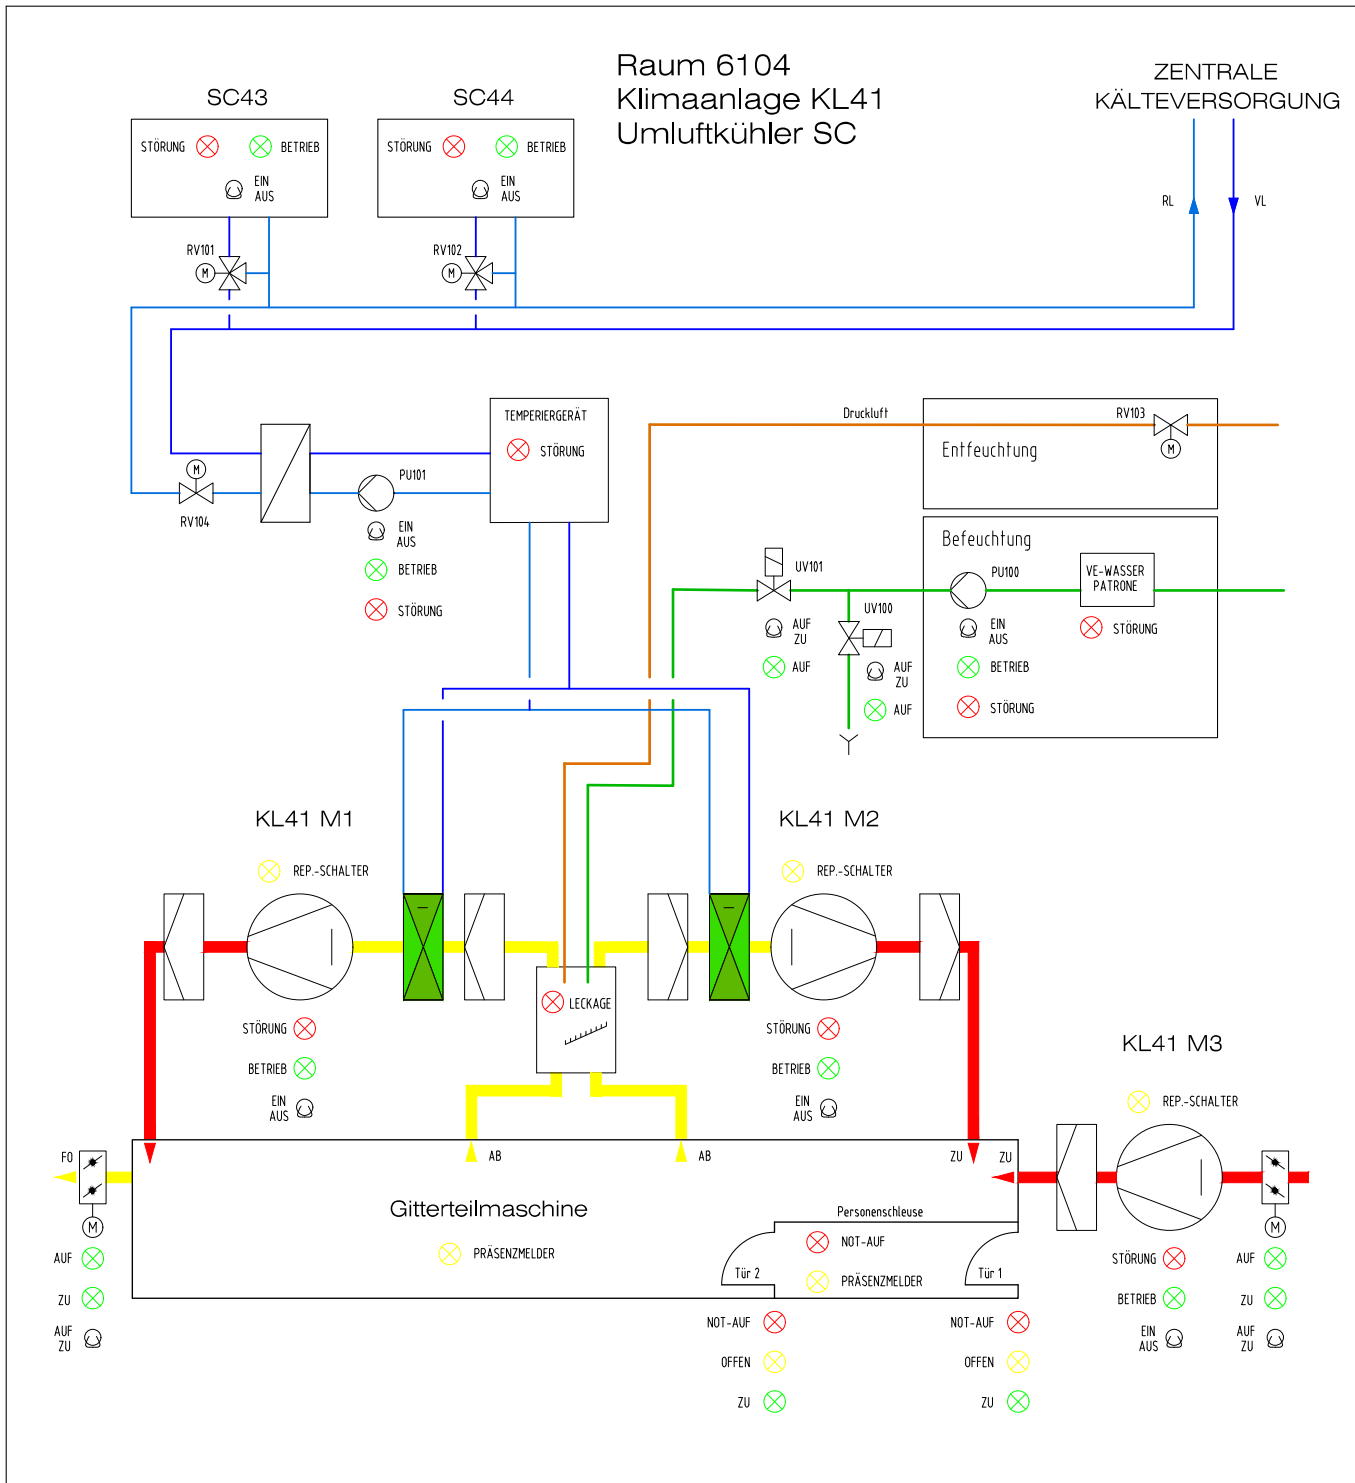 Raum 6104
Klimaanlage KL41
Umluftkühler SC
ZENTRALE
KÄLTEVERSORGUNG
SC43
SC44
STÖRUNG
BETRIEB
EIN
AUS
STÖRUNG
BETRIEB
EIN
AUS
RL
VL
RV101
M
RV102
M
TEMPERIERGERÄT
STÖRUNG
Druckluft
RV103
M
Entfeuchtung
M
RV104
PU101
EIN
AUS
BETRIEB
STÖRUNG
Befeuchtung
UV101
PU100
VE-WASSER
PATRONE
UV100
AUF
ZU
AUF
EIN
AUS
STÖRUNG
AUF
ZU
BETRIEB
AUF
STÖRUNG
KL41 M1
KL41 M2
REP.-SCHALTER
REP.-SCHALTER
LECKAGE
STÖRUNG
BETRIEB
EIN
AUS
STÖRUNG
BETRIEB
EIN
AUS
KL41 M3
REP.-SCHALTER
FO
AB
AB
ZU
ZU
M
Gitterteilmaschine
Personenschleuse
M
PRÄSENZMELDER
NOT-AUF
Tür 2
PRÄSENZMELDER
Tür 1
AUF
ZU
AUF
ZU
NOT-AUF
OFFEN
ZU
NOT-AUF
OFFEN
ZU
STÖRUNG
BETRIEB
EIN
AUS
AUF
ZU
AUF
ZU